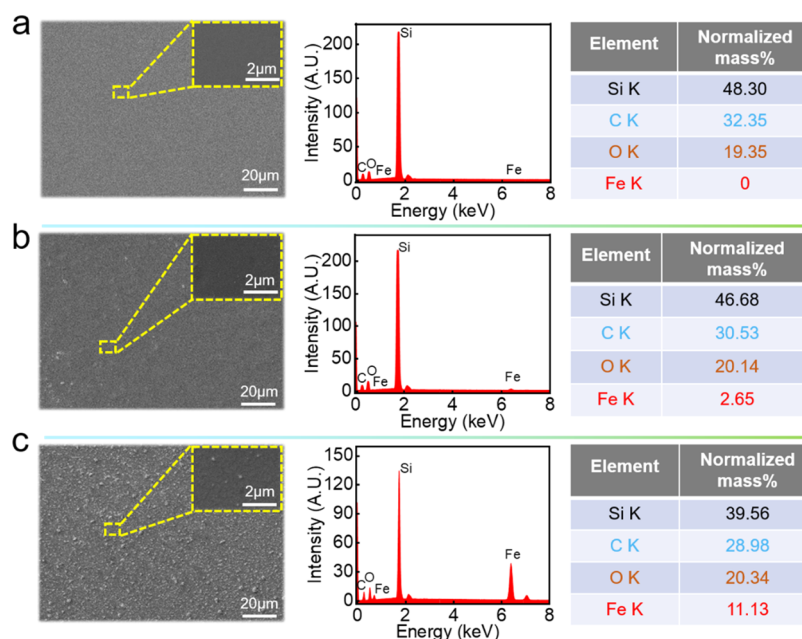 a
2μm
20μm
Intensity (A.U.)
200
150
100
50
0
Si
C O Fe
Fe
0 2 4 6 8
Energy (keV)
Element Normalized mass%
Si K 48.30
C K 32.35
O K 19.35
Fe K 0
b
2μm
20μm
Intensity (A.U.)
200
150
100
50
0
Si
C O Fe
Fe
0 2 4 6 8
Energy (keV)
Element Normalized mass%
Si K 46.68
C K 30.53
O K 20.14
Fe K 2.65
c
2μm
20μm
Intensity (A.U.)
150
120
90
60
30
0
Si
C O Fe
Fe
0 2 4 6 8
Energy (keV)
Element Normalized mass%
Si K 39.56
C K 28.98
O K 20.34
Fe K 11.13